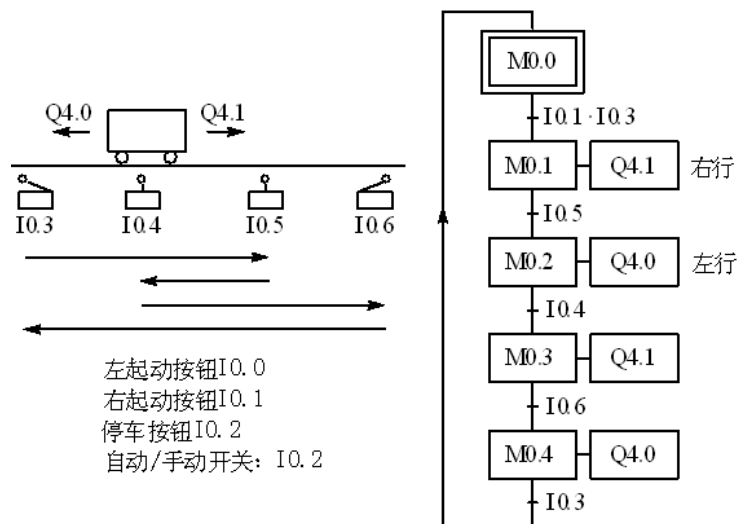 Q4.0
Q4.1
I0.3
I0.4
I0.5
I0.6
左起动按钮I0.0
右起动按钮I0.1
停车按钮I0.2
自动/手动开关：I0.2
M0.0
I0.1·I0.3
M0.1
Q4.1
右行
I0.5
M0.2
Q4.0
左行
I0.4
M0.3
Q4.1
I0.6
M0.4
Q4.0
I0.3